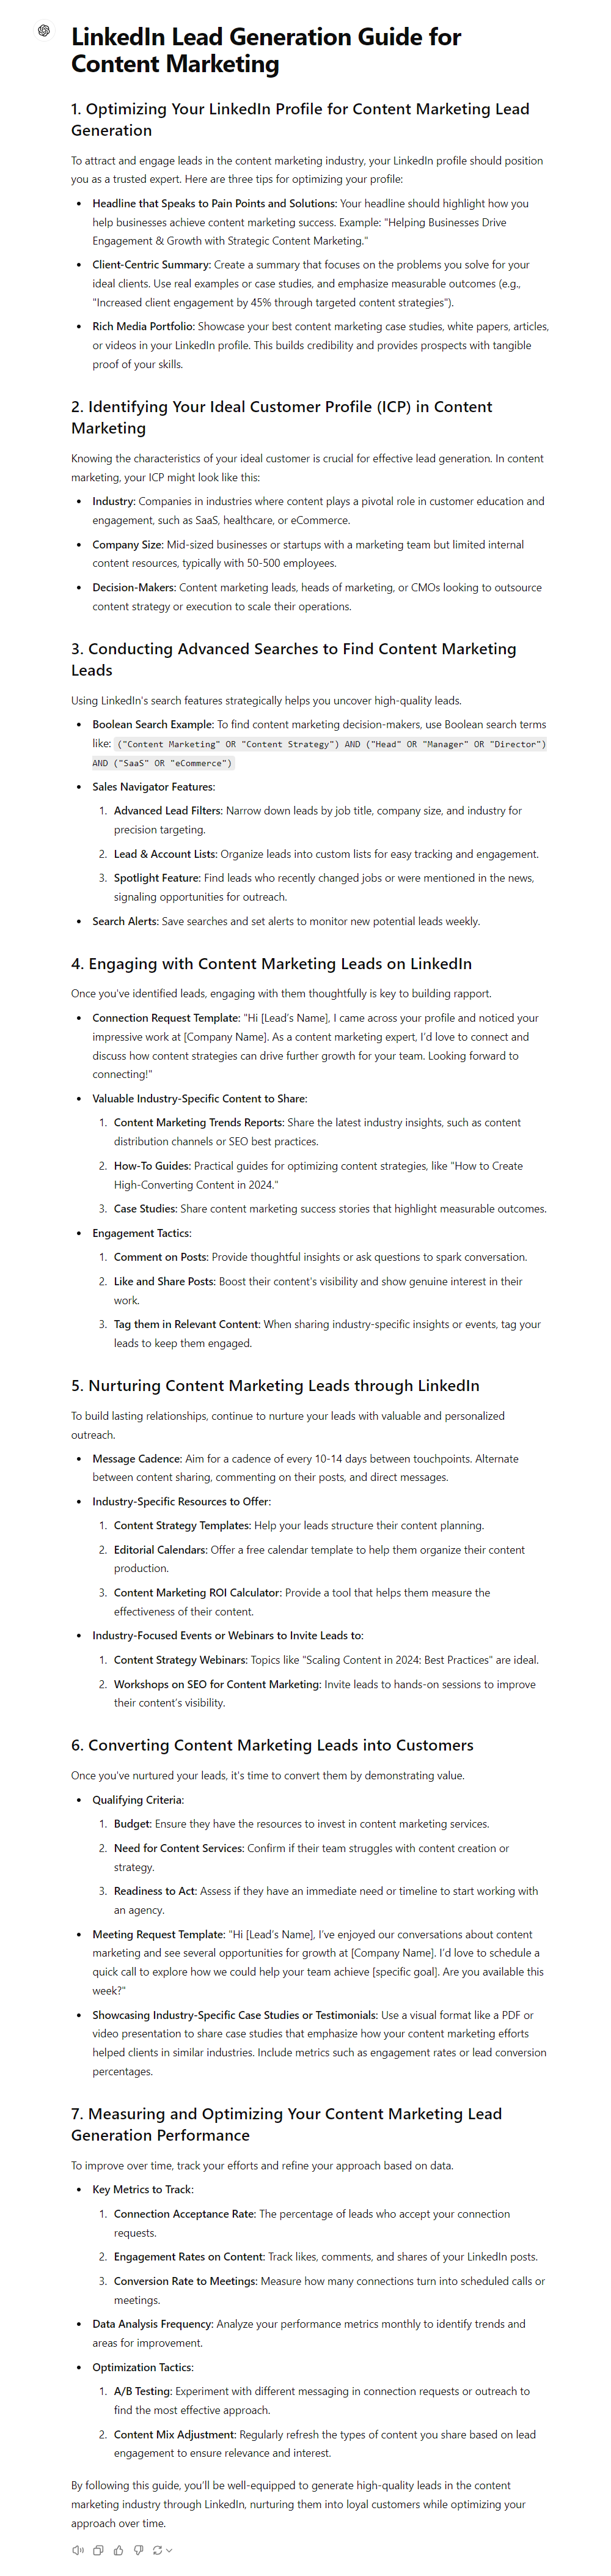 LinkedIn Lead Generation Guide for
Content Marketing
1. Optimizing Your LinkedIn Profile for Content Marketing Lead
Generation
To attract and engage leads in the content marketing industry, your LinkedIn profile should position
you as a trusted expert. Here are three tips for optimizing your profile:
• Headline that Speaks to Pain Points and Solutions: Your headline should highlight how you
help businesses achieve content marketing success. Example: "Helping Businesses Drive
Engagement & Growth with Strategic Content Marketing."
• Client-Centric Summary: Create a summary that focuses on the problems you solve for your
ideal clients. Use real examples or case studies, and emphasize measurable outcomes (e.g.,
"Increased client engagement by 45% through targeted content strategies").
• Rich Media Portfolio: Showcase your best content marketing case studies, white papers, articles,
or videos in your LinkedIn profile. This builds credibility and provides prospects with tangible
proof of your skills.
2. Identifying Your Ideal Customer Profile (ICP) in Content
Marketing
Knowing the characteristics of your ideal customer is crucial for effective lead generation. In content
marketing, your ICP might look like this:
• Industry: Companies in industries where content plays a pivotal role in customer education and
engagement, such as SaaS, healthcare, or eCommerce.
• Company Size: Mid-sized businesses or startups with a marketing team but limited internal
content resources, typically with 50-500 employees.
• Decision-Makers: Content marketing leads, heads of marketing, or CMOs looking to outsource
content strategy or execution to scale their operations.
3. Conducting Advanced Searches to Find Content Marketing
Leads
Using LinkedIn's search features strategically helps you uncover high-quality leads.
• Boolean Search Example: To find content marketing decision-makers, use Boolean search terms
like: ("Content Marketing" OR "Content Strategy") AND ("Head" OR "Manager" OR "Director")
AND ("SaaS" OR "eCommerce")
• Sales Navigator Features:
1. Advanced Lead Filters: Narrow down leads by job title, company size, and industry for
precision targeting.
2. Lead & Account Lists: Organize leads into custom lists for easy tracking and engagement.
3. Spotlight Feature: Find leads who recently changed jobs or were mentioned in the news,
signaling opportunities for outreach.
• Search Alerts: Save searches and set alerts to monitor new potential leads weekly.
4. Engaging with Content Marketing Leads on LinkedIn
Once you've identified leads, engaging with them thoughtfully is key to building rapport.
• Connection Request Template: "Hi [Lead's Name], I came across your profile and noticed your
impressive work at [Company Name]. As a content marketing expert, I'd love to connect and
discuss how content strategies can drive further growth for your team. Looking forward to
connecting!"
• Valuable Industry-Specific Content to Share:
1. Content Marketing Trends Reports: Share the latest industry insights, such as content
distribution channels or SEO best practices.
2. How-To Guides: Practical guides for optimizing content strategies, like "How to Create
High-Converting Content in 2024."
3. Case Studies: Share content marketing success stories that highlight measurable outcomes.
• Engagement Tactics:
1. Comment on Posts: Provide thoughtful insights or ask questions to spark conversation.
2. Like and Share Posts: Boost their content's visibility and show genuine interest in their
work.
3. Tag them in Relevant Content: When sharing industry-specific insights or events, tag your
leads to keep them engaged.
5. Nurturing Content Marketing Leads through LinkedIn
To build lasting relationships, continue to nurture your leads with valuable and personalized
outreach.
• Message Cadence: Aim for a cadence of every 10-14 days between touchpoints. Alternate
between content sharing, commenting on their posts, and direct messages.
• Industry-Specific Resources to Offer:
1. Content Strategy Templates: Help your leads structure their content planning.
2. Editorial Calendars: Offer a free calendar template to help them organize their content
production.
3. Content Marketing ROI Calculator: Provide a tool that helps them measure the
effectiveness of their content.
• Industry-Focused Events or Webinars to Invite Leads to:
1. Content Strategy Webinars: Topics like "Scaling Content in 2024: Best Practices" are ideal.
2. Workshops on SEO for Content Marketing: Invite leads to hands-on sessions to improve
their content's visibility.
6. Converting Content Marketing Leads into Customers
Once you've nurtured your leads, it's time to convert them by demonstrating value.
• Qualifying Criteria:
1. Budget: Ensure they have the resources to invest in content marketing services.
2. Need for Content Services: Confirm if their team struggles with content creation or
strategy.
3. Readiness to Act: Assess if they have an immediate need or timeline to start working with
an agency.
• Meeting Request Template: "Hi [Lead's Name], I've enjoyed our conversations about content
marketing and see several opportunities for growth at [Company Name]. I'd love to schedule a
quick call to explore how we could help your team achieve [specific goal]. Are you available this
week?"
• Showcasing Industry-Specific Case Studies or Testimonials: Use a visual format like a PDF or
video presentation to share case studies that emphasize how your content marketing efforts
helped clients in similar industries. Include metrics such as engagement rates or lead conversion
percentages.
7. Measuring and Optimizing Your Content Marketing Lead
Generation Performance
To improve over time, track your efforts and refine your approach based on data.
• Key Metrics to Track:
1. Connection Acceptance Rate: The percentage of leads who accept your connection
requests.
2. Engagement Rates on Content: Track likes, comments, and shares of your LinkedIn posts.
3. Conversion Rate to Meetings: Measure how many connections turn into scheduled calls or
meetings.
• Data Analysis Frequency: Analyze your performance metrics monthly to identify trends and
areas for improvement.
• Optimization Tactics:
1. A/B Testing: Experiment with different messaging in connection requests or outreach to
find the most effective approach.
2. Content Mix Adjustment: Regularly refresh the types of content you share based on lead
engagement to ensure relevance and interest.
By following this guide, you'll be well-equipped to generate high-quality leads in the content
marketing industry through LinkedIn, nurturing them into loyal customers while optimizing your
approach over time.